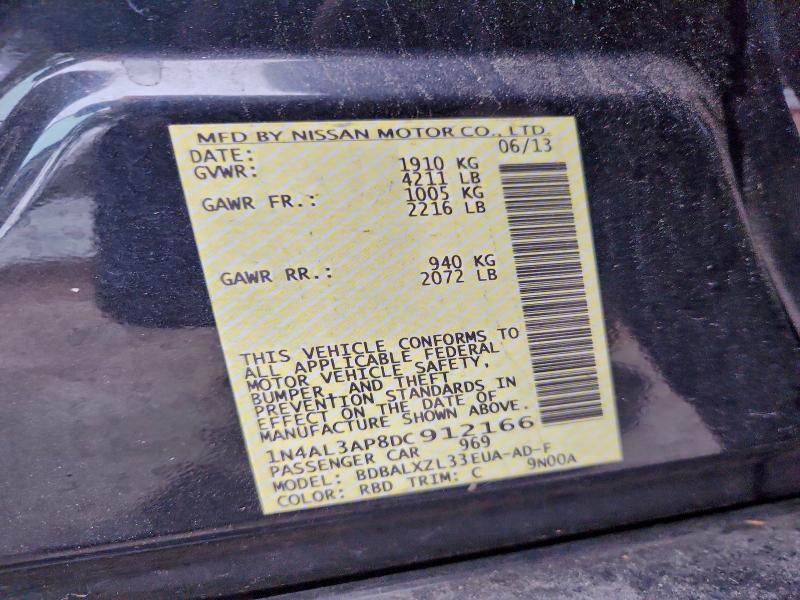 MFD BY NISSAN MOTOR CO., LTD.
DATE: 06/13
GVWR: 1910 KG
4211 LB
GAWR FR.: 1005 KG
2216 LB
GAWR RR.: 940 KG
2072 LB
THIS VEHICLE CONFORMS TO
ALL APPLICABLE FEDERAL
MOTOR VEHICLE SAFETY,
BUMPER, AND THEFT
PREVENTION STANDARDS IN
EFFECT ON THE DATE OF
MANUFACTURE SHOWN ABOVE.
1N4AL3AP8DC912166
PASSENGER CAR 969
MODEL: BDBALXZL33EUA-AD-F
COLOR: RBD TRIM: C 9N00A